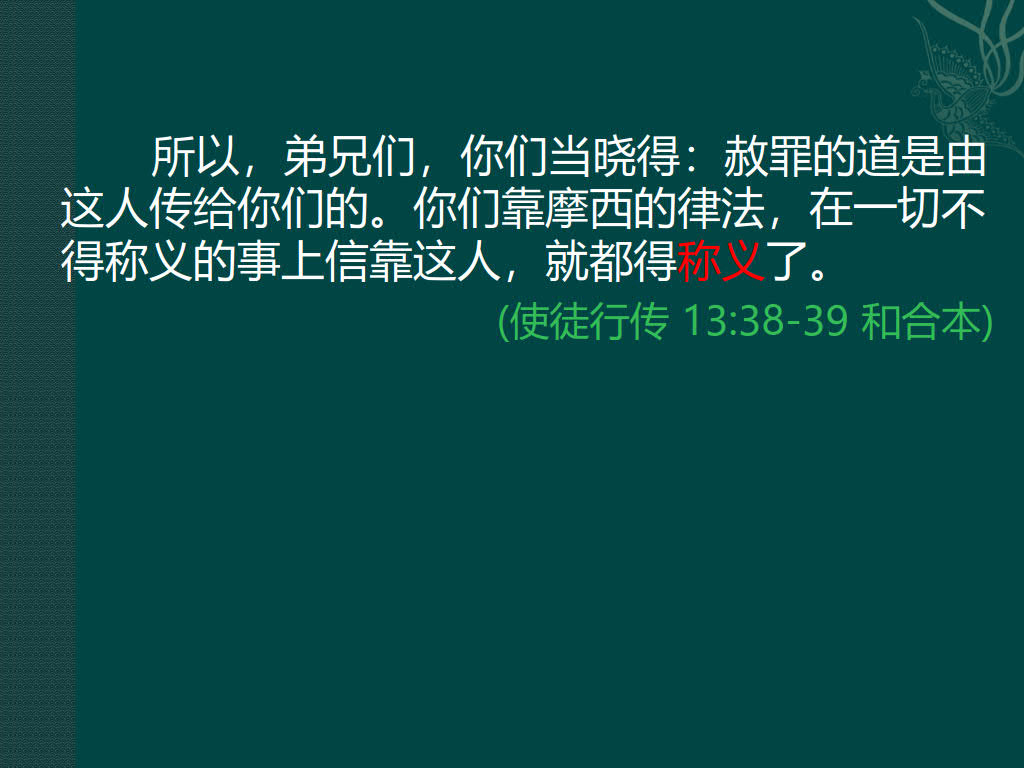 所以，弟兄们，你们当晓得：赦罪的道是由
这人传给你们的。你们靠摩西的律法，在一切不
得称义的事上信靠这人，就都得称义了。
(使徒行传 13:38-39 和合本)